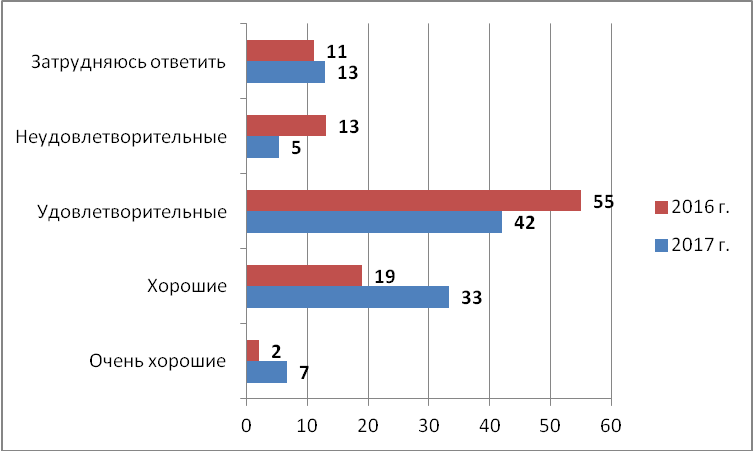 Затрудняюсь ответить
11
13
Неудовлетворительные
13
5
Удовлетворительные
55
42
Хорошие
19
33
Очень хорошие
2
7
0 10 20 30 40 50 60
2016 г.
2017 г.